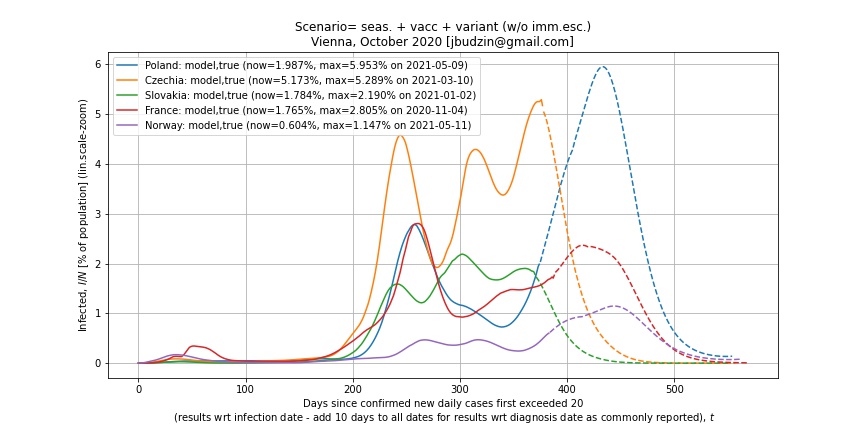 Scenario= seas. + vacc + variant (w/o imm.esc.)
Vienna, October 2020 [jbudzin@gmail.com]
Poland: model,true (now=1.987%, max=5.953% on 2021-05-09)
Czechia: model,true (now=5.173%, max=5.289% on 2021-03-10)
Slovakia: model,true (now=1.784%, max=2.190% on 2021-01-02)
France: model,true (now=1.765%, max=2.805% on 2020-11-04)
Norway: model,true (now=0.604%, max=1.147% on 2021-05-11)
Infected, I/N [% of population] (lin.scale-zoom)
6
5
4
3
2
1
0
0 100 200 300 400 500
Days since confirmed new daily cases first exceeded 20
(results wrt infection date - add 10 days to all dates for results wrt diagnosis date as commonly reported), t